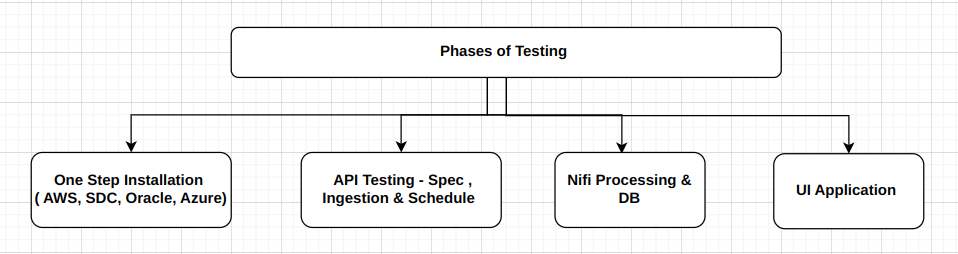 Phases of Testing
One Step Installation
( AWS, SDC, Oracle, Azure)
API Testing - Spec ,
Ingestion & Schedule
Nifi Processing &
DB
UI Application